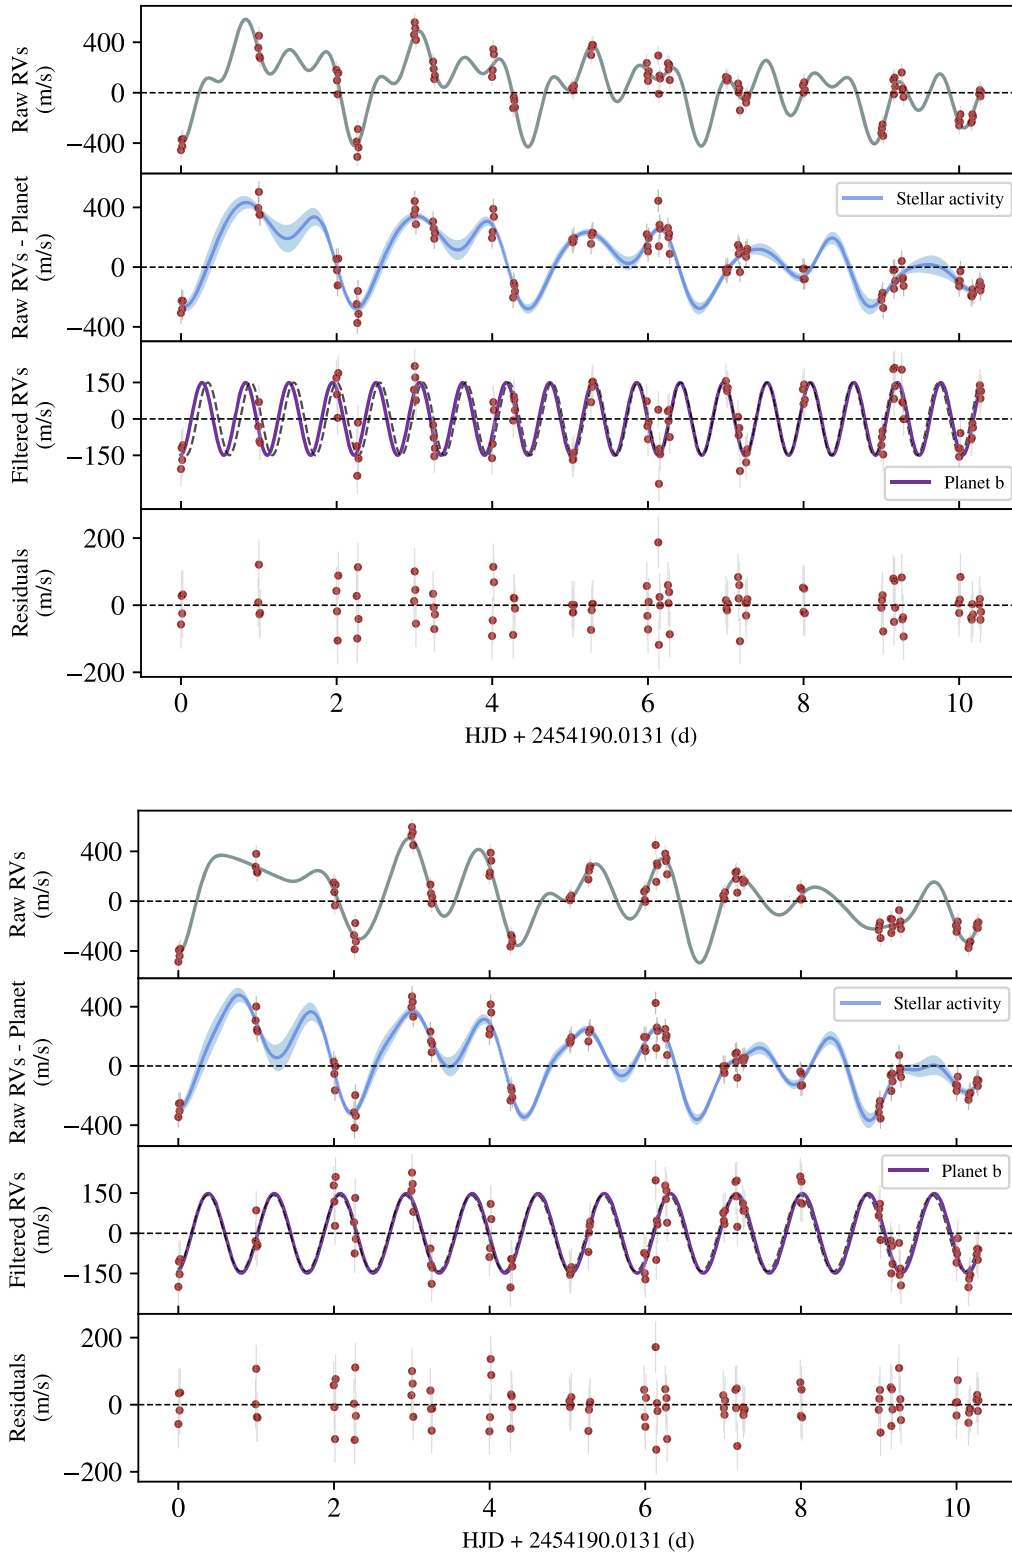 Raw RVs
(m/s)
400
0
−400
Raw RVs - Planet
(m/s)
400
0
−400
Stellar activity
Filtered RVs
(m/s)
150
0
−150
Planet b
Residuals
(m/s)
200
0
−200
0 2 4 6 8 10
HJD + 2454190.0131 (d)
Raw RVs
(m/s)
400
0
−400
Raw RVs - Planet
(m/s)
400
0
−400
Stellar activity
Filtered RVs
(m/s)
150
0
−150
Planet b
Residuals
(m/s)
200
0
−200
0 2 4 6 8 10
HJD + 2454190.0131 (d)